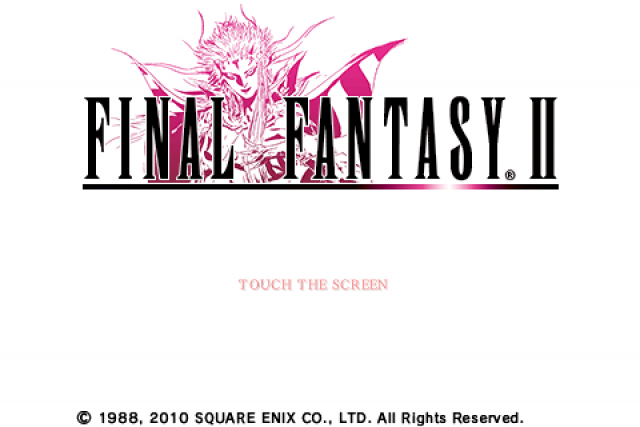 FINAL FANTASY® II
TOUCH THE SCREEN
© 1988, 2010 SQUARE ENIX CO., LTD. All Rights Reserved.